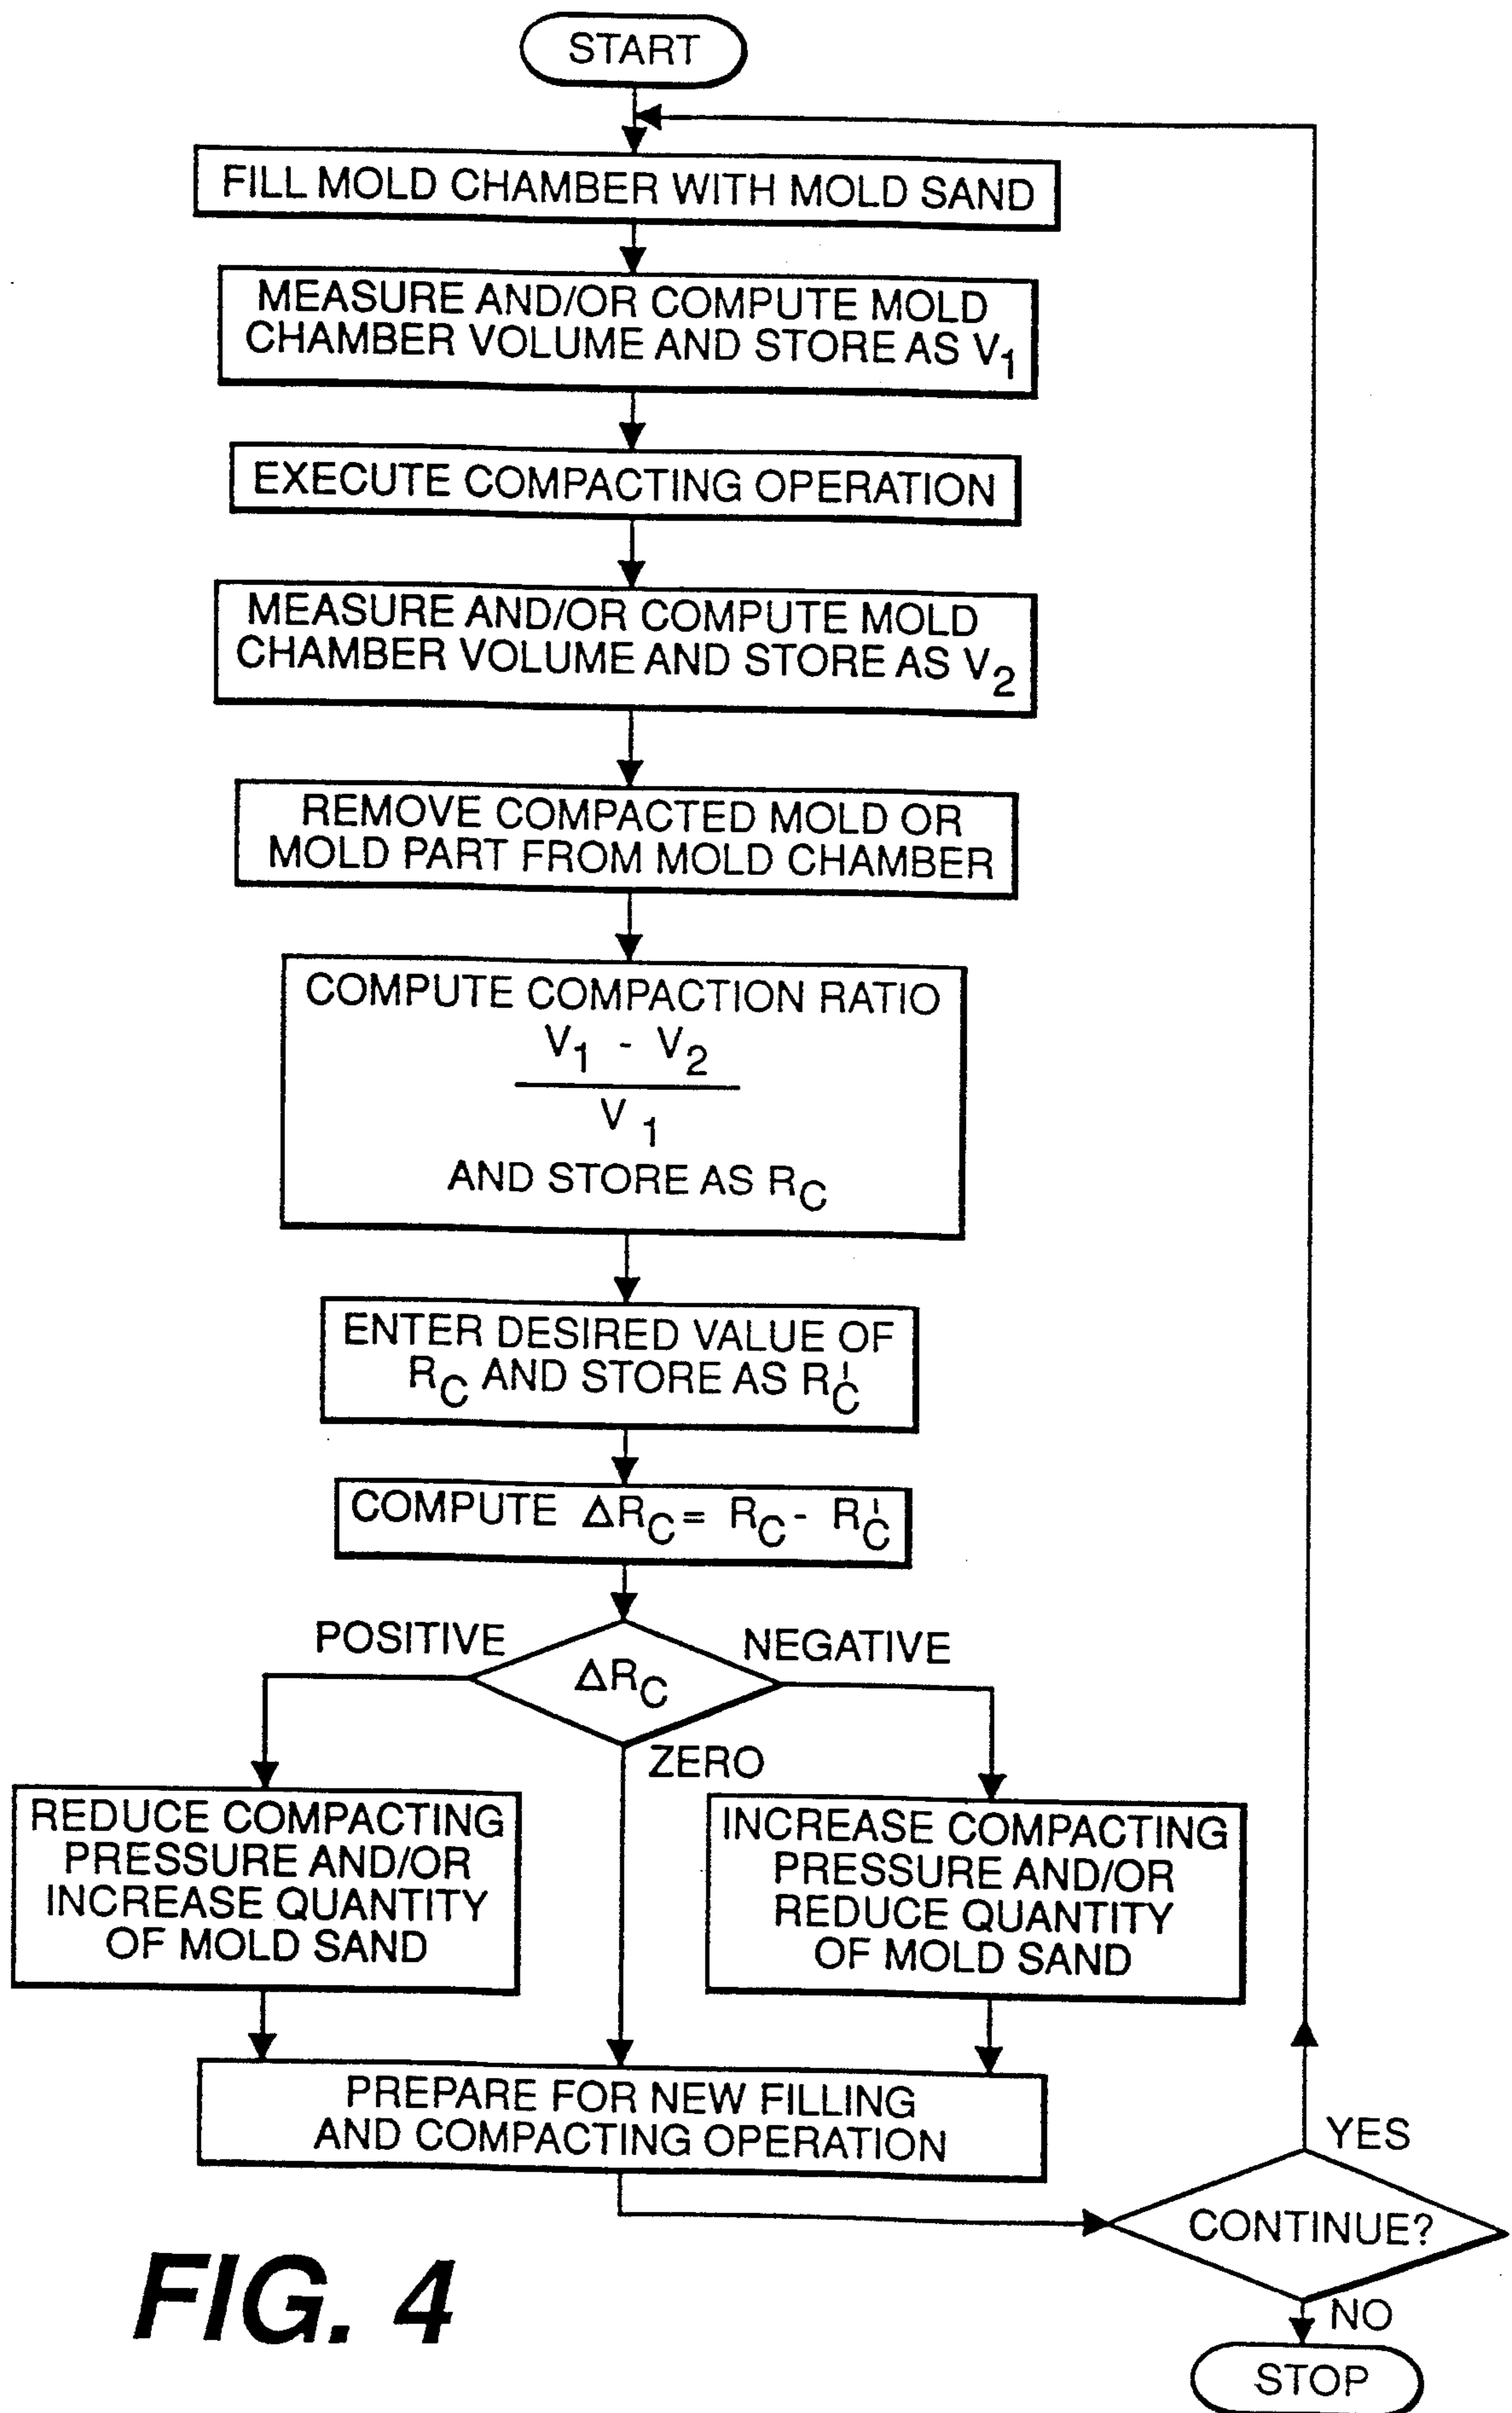 START
FILL MOLD CHAMBER WITH MOLD SAND
MEASURE AND/OR COMPUTE MOLD
CHAMBER VOLUME AND STORE AS V1
EXECUTE COMPACTING OPERATION
MEASURE AND/OR COMPUTE MOLD
CHAMBER VOLUME AND STORE AS V2
REMOVE COMPACTED MOLD OR
MOLD PART FROM MOLD CHAMBER
COMPUTE COMPACTION RATIO
V1 - V2
V1
AND STORE AS RC
ENTER DESIRED VALUE OF
RC AND STORE AS R'C
COMPUTE ΔRC = RC - R'C
POSITIVE
NEGATIVE
ΔRC
ZERO
REDUCE COMPACTING
PRESSURE AND/OR
INCREASE QUANTITY
OF MOLD SAND
INCREASE COMPACTING
PRESSURE AND/OR
REDUCE QUANTITY
OF MOLD SAND
PREPARE FOR NEW FILLING
AND COMPACTING OPERATION
YES
CONTINUE?
NO
STOP
FIG. 4